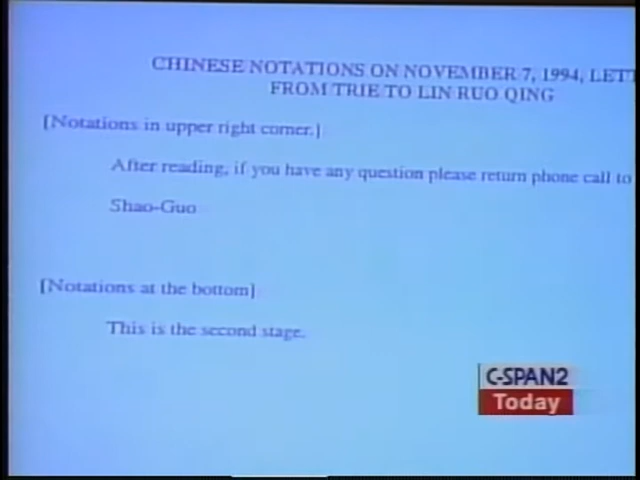 CHINESE NOTATIONS ON NOVEMBER 7, 1994, LETT
FROM TRIE TO LIN RUO QING
[Notations in upper right corner.]
After reading, if you have any question please return phone call to
Shao-Guo
[Notations at the bottom]
This is the second stage.
C-SPAN2
Today